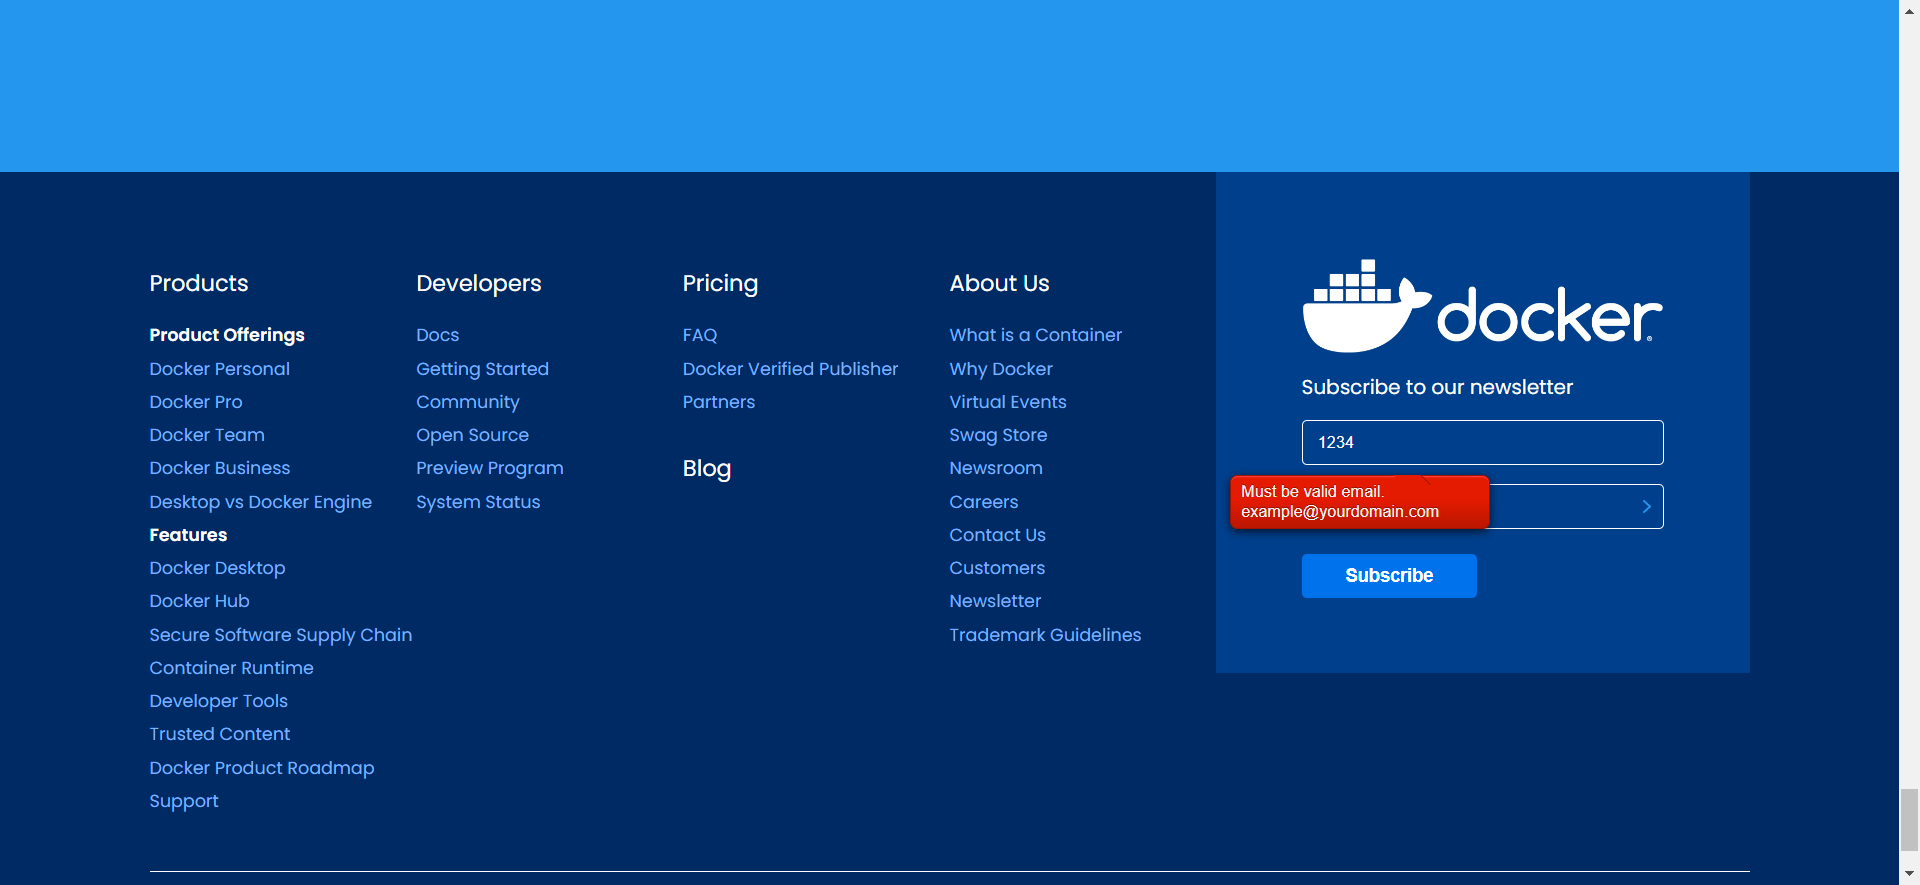 Products
Product Offerings
Docker Personal
Docker Pro
Docker Team
Docker Business
Desktop vs Docker Engine
Features
Docker Desktop
Docker Hub
Secure Software Supply Chain
Container Runtime
Developer Tools
Trusted Content
Docker Product Roadmap
Support
Developers
Docs
Getting Started
Community
Open Source
Preview Program
System Status
Pricing
FAQ
Docker Verified Publisher
Partners
Blog
About Us
What is a Container
Why Docker
Virtual Events
Swag Store
Newsroom
Careers
Contact Us
Customers
Newsletter
Trademark Guidelines
docker
Subscribe to our newsletter
1234
Must be valid email.
example@yourdomain.com
Subscribe